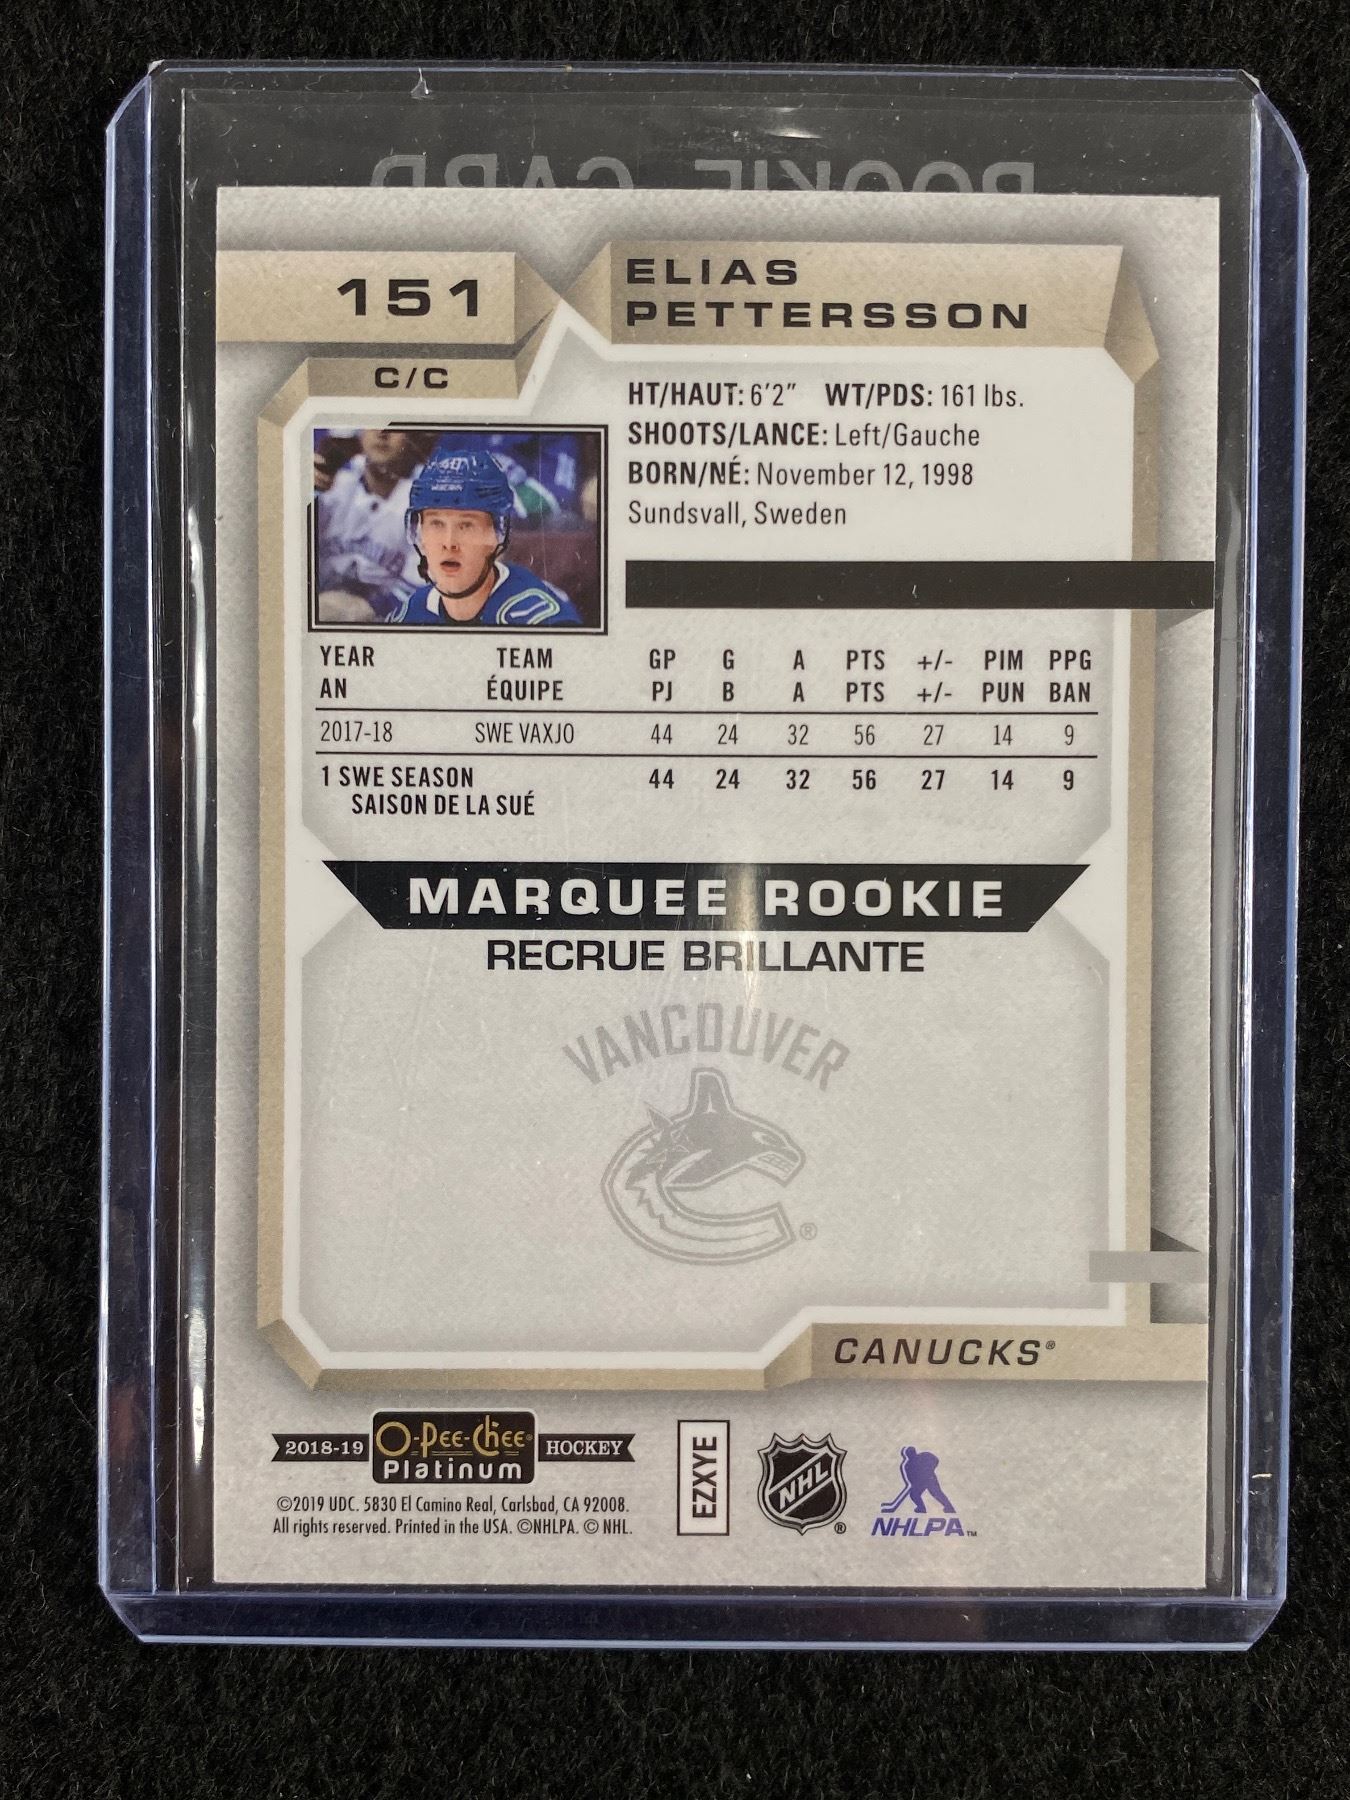 ROOKIE CARD
151
ELIAS
PETTERSSON
C/C
HT/HAUT: 6'2" WT/PDS: 161 lbs.
SHOOTS/LANCE: Left/Gauche
BORN/NÉ: November 12, 1998
Sundsvall, Sweden
40
YEAR TEAM GP G A PTS +/- PIM PPG
AN ÉQUIPE PJ B A PTS +/- PUN BAN
2017-18 SWE VAXJO 44 24 32 56 27 14 9
1 SWE SEASON 44 24 32 56 27 14 9
SAISON DE LA SUÉ
MARQUEE ROOKIE
RECRUE BRILLANTE
VANCOUVER
®
CANUCKS®
2018-19 O-Pee-Chee® Platinum HOCKEY
©2019 UDC. 5830 El Camino Real, Carlsbad, CA 92008.
All rights reserved. Printed in the USA. ©NHLPA. © NHL.
EZXYE
NHL®
NHLPA™